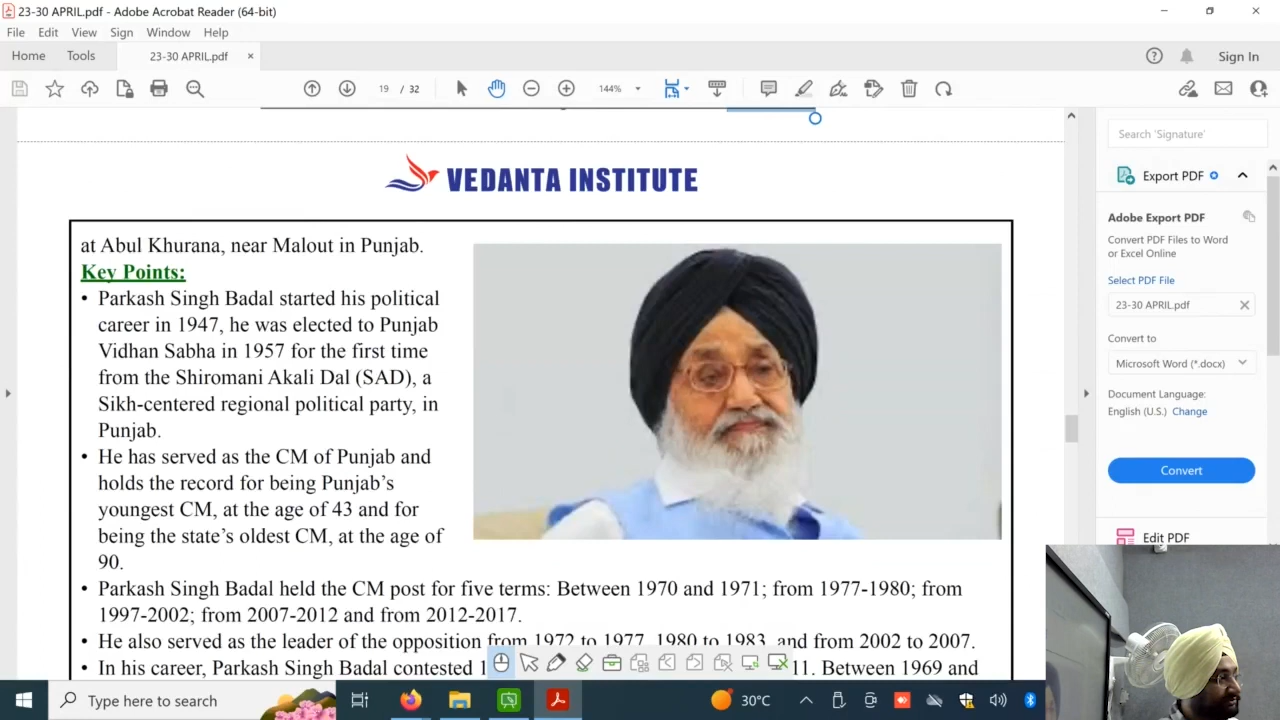 23-30 APRIL.pdf - Adobe Acrobat Reader (64-bit)
File Edit View Sign Window Help
Home Tools 23-30 APRIL.pdf × Sign In
19 / 32 144%
VEDANTA INSTITUTE
at Abul Khurana, near Malout in Punjab.
Key Points:
• Parkash Singh Badal started his political
career in 1947, he was elected to Punjab
Vidhan Sabha in 1957 for the first time
from the Shiromani Akali Dal (SAD), a
Sikh-centered regional political party, in
Punjab.
• He has served as the CM of Punjab and
holds the record for being Punjab’s
youngest CM, at the age of 43 and for
being the state’s oldest CM, at the age of
90.
• Parkash Singh Badal held the CM post for five terms: Between 1970 and 1971; from 1977-1980; from
1997-2002; from 2007-2012 and from 2012-2017.
• He also served as the leader of the opposition from 1972 to 1977, 1980 to 1983, and from 2002 to 2007.
• In his career, Parkash Singh Badal contested 1 11. Between 1969 and
Search 'Signature'
Export PDF
Adobe Export PDF
Convert PDF Files to Word
or Excel Online
Select PDF File
23-30 APRIL.pdf
Convert to
Microsoft Word (*.docx)
Document Language:
English (U.S.) Change
Convert
Edit PDF
Type here to search
30°C